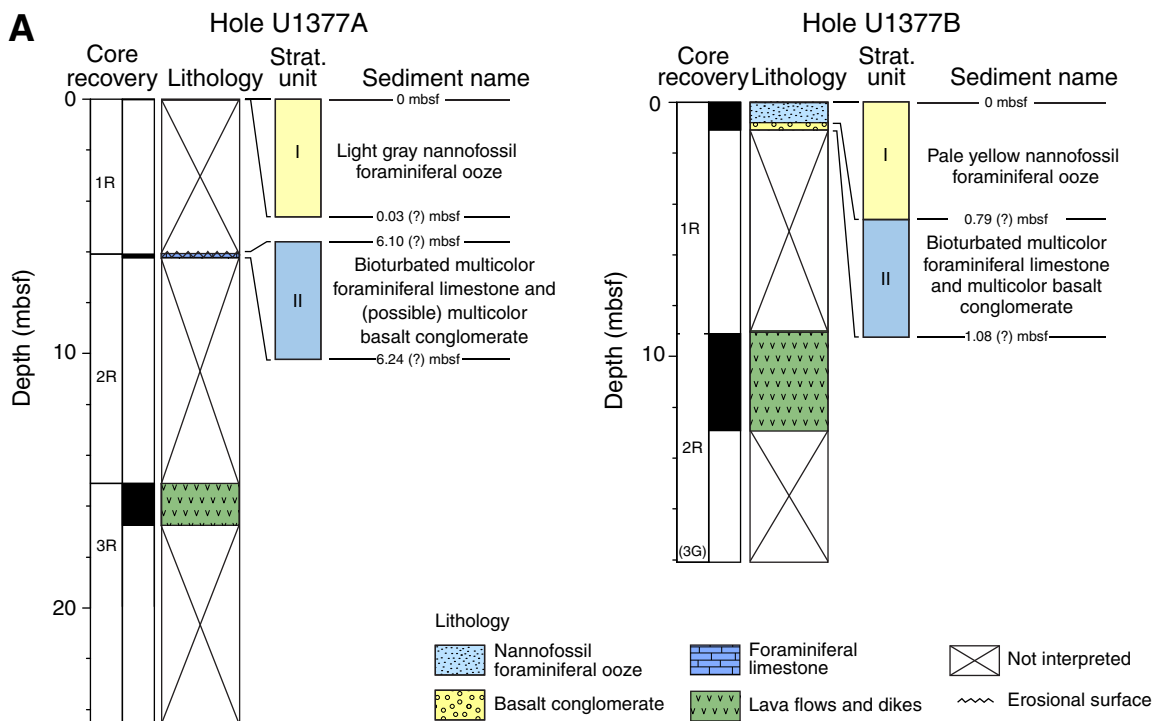 A
Hole U1377A
Core
recovery
Lithology
Strat.
unit
Sediment name
Depth (mbsf)
0
10
20
1R
2R
3R
I
II
0 mbsf
Light gray nannofossil
foraminiferal ooze
0.03 (?) mbsf
6.10 (?) mbsf
Bioturbated multicolor
foraminiferal limestone and
(possible) multicolor
basalt conglomerate
6.24 (?) mbsf
Hole U1377B
Core
recovery
Lithology
Strat.
unit
Sediment name
Depth (mbsf)
0
10
1R
2R
(3G)
I
II
0 mbsf
Pale yellow nannofossil
foraminiferal ooze
0.79 (?) mbsf
Bioturbated multicolor
foraminiferal limestone
and multicolor basalt
conglomerate
1.08 (?) mbsf
Lithology
Nannofossil
foraminiferal ooze
Basalt conglomerate
Foraminiferal
limestone
Lava flows and dikes
Not interpreted
Erosional surface